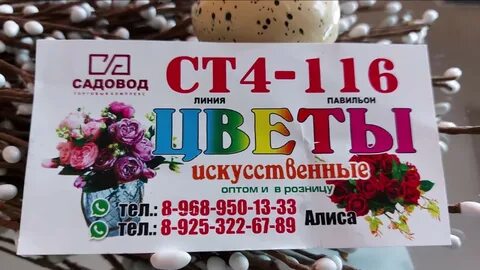 САДОВОД
ТОРГОВЫЙ КОМПЛЕКС
СТ4-116
ЛИНИЯ ПАВИЛЬОН
ЦВЕТЫ
искусственные
оптом и в розницу
тел.: 8-968-950-13-33
тел.: 8-925-322-67-89
Алиса